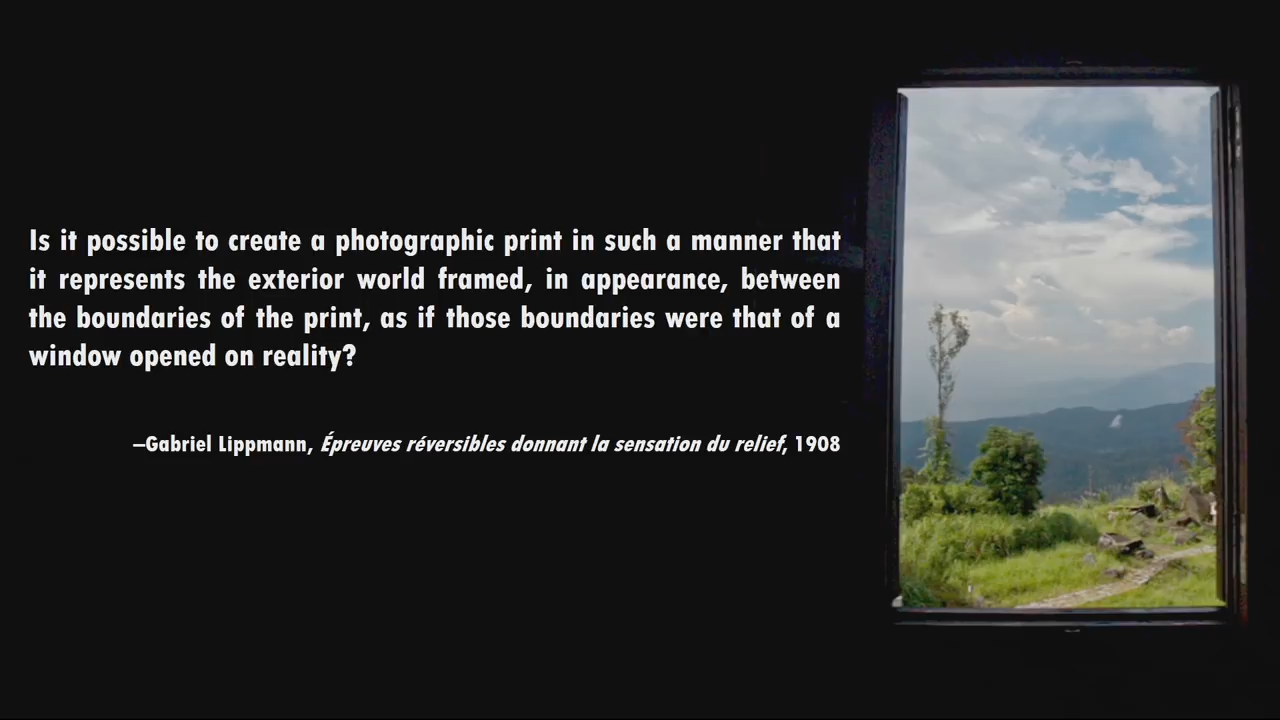 Is it possible to create a photographic print in such a manner that
it represents the exterior world framed, in appearance, between
the boundaries of the print, as if those boundaries were that of a
window opened on reality?
—Gabriel Lippmann, Épreuves réversibles donnant la sensation du relief, 1908